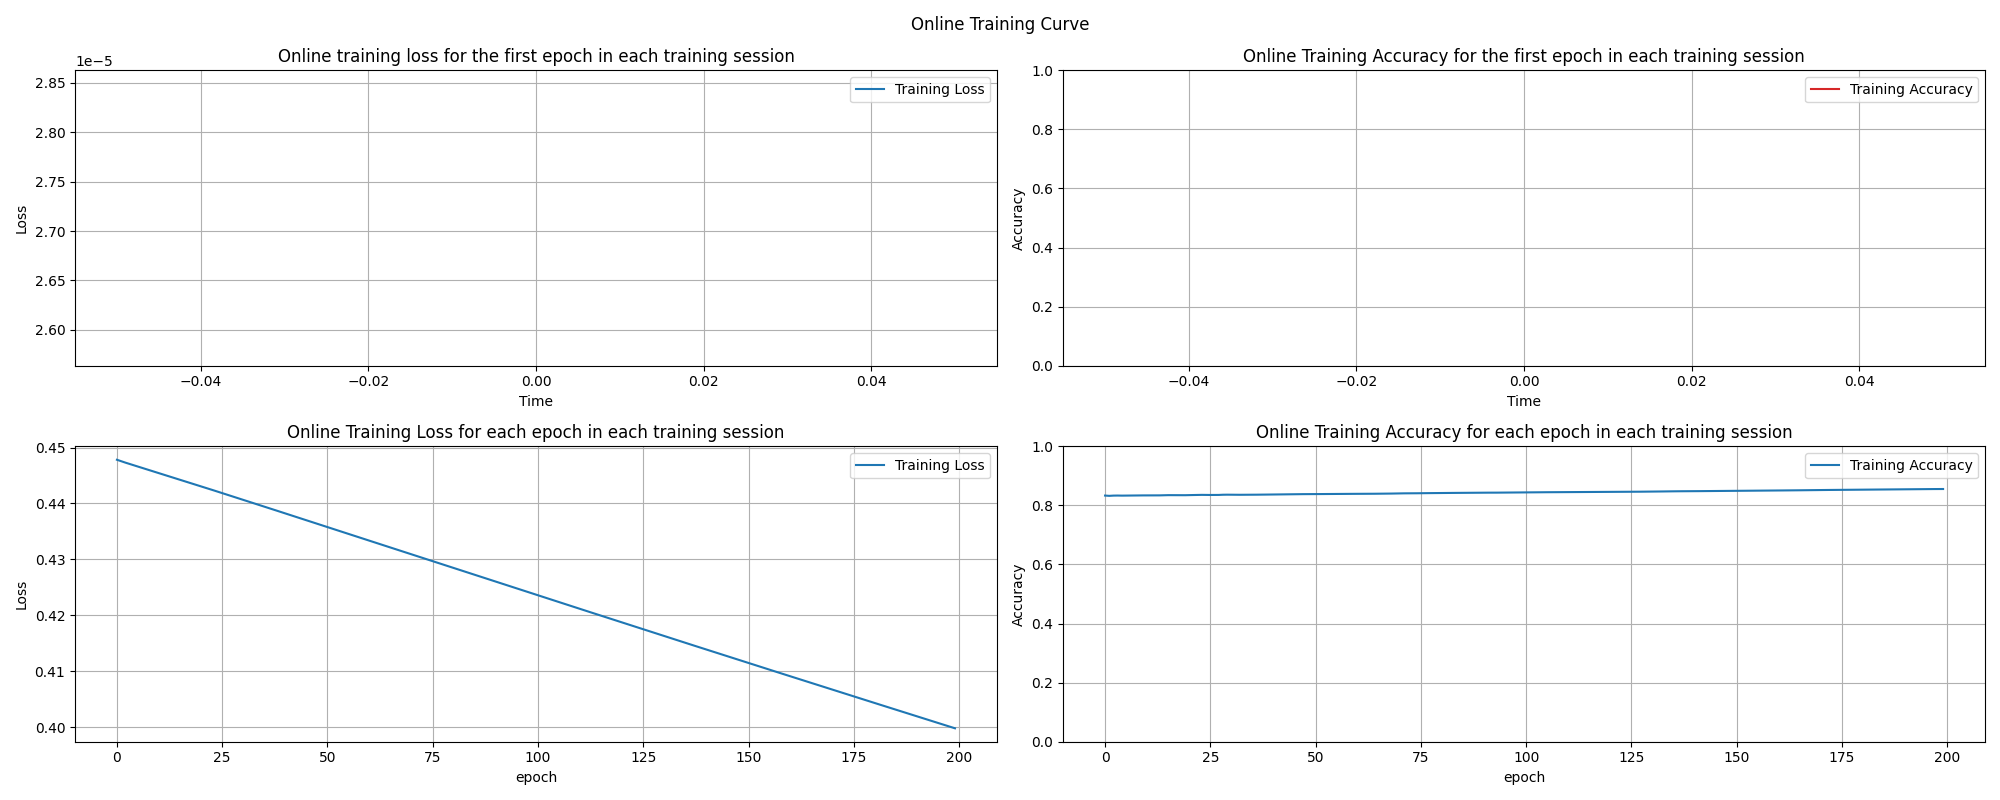 Online Training Curve
Online training loss for the first epoch in each training session
1e−5
2.85
2.80
2.75
2.70
2.65
2.60
Loss
Training Loss
−0.04 −0.02 0.00 0.02 0.04
Time
Online Training Accuracy for the first epoch in each training session
1.0
0.8
0.6
0.4
0.2
0.0
Accuracy
Training Accuracy
−0.04 −0.02 0.00 0.02 0.04
Time
Online Training Loss for each epoch in each training session
0.45
0.44
0.43
0.42
0.41
0.40
Loss
Training Loss
0 25 50 75 100 125 150 175 200
epoch
Online Training Accuracy for each epoch in each training session
1.0
0.8
0.6
0.4
0.2
0.0
Accuracy
Training Accuracy
0 25 50 75 100 125 150 175 200
epoch